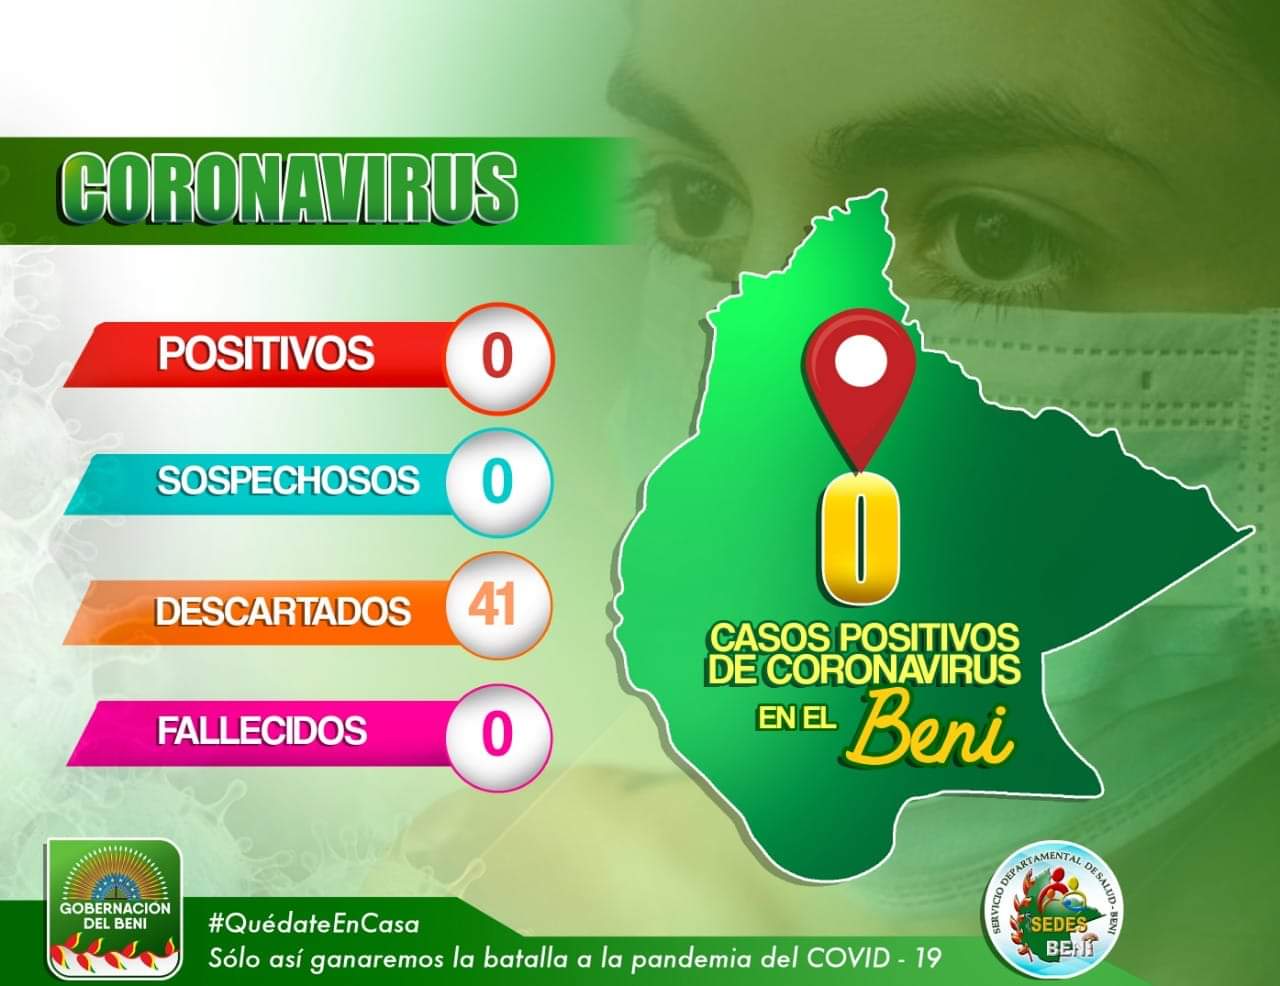 CORONAVIRUS
POSITIVOS 0
SOSPECHOSOS 0
DESCARTADOS 41
FALLECIDOS 0
0
CASOS POSITIVOS
DE CORONAVIRUS
EN EL Beni
GOBERNACIÓN
DEL BENI
#QuédateEnCasa
Sólo así ganaremos la batalla a la pandemia del COVID - 19
SERVICIO DEPARTAMENTAL DE SALUD - BENI
SEDES
BENI